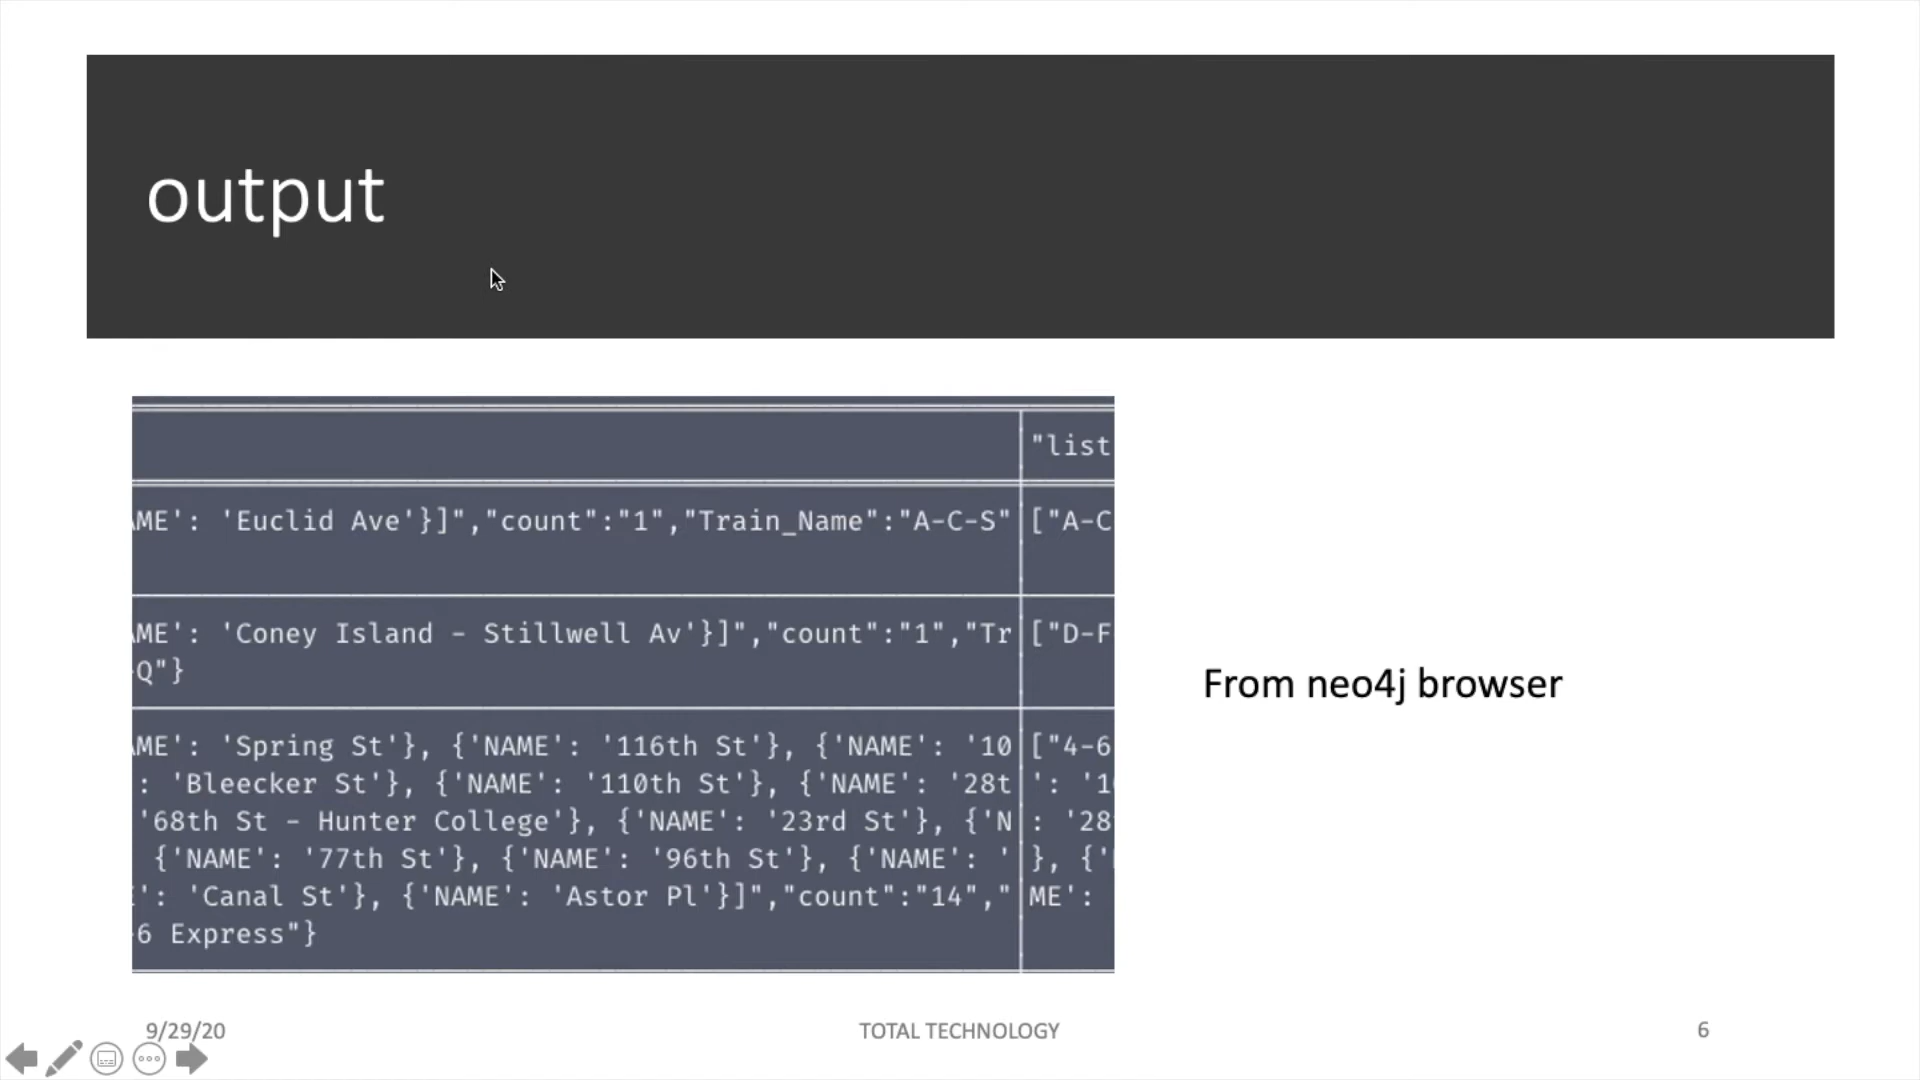 output
"list
AME': 'Euclid Ave'}]","count":"1","Train_Name":"A-C-S" ["A-C
AME': 'Coney Island - Stillwell Av'}]","count":"1","Tr ["D-F
-Q"}
AME': 'Spring St'}, {'NAME': '116th St'}, {'NAME': '10 ["4-6
: 'Bleecker St'}, {'NAME': '110th St'}, {'NAME': '28t ': '1
'68th St - Hunter College'}, {'NAME': '23rd St'}, {'N : '28
{'NAME': '77th St'}, {'NAME': '96th St'}, {'NAME': ' }, {'
': 'Canal St'}, {'NAME': 'Astor Pl'}]","count":"14"," ME':
-6 Express"}
From neo4j browser
9/29/20
TOTAL TECHNOLOGY
6